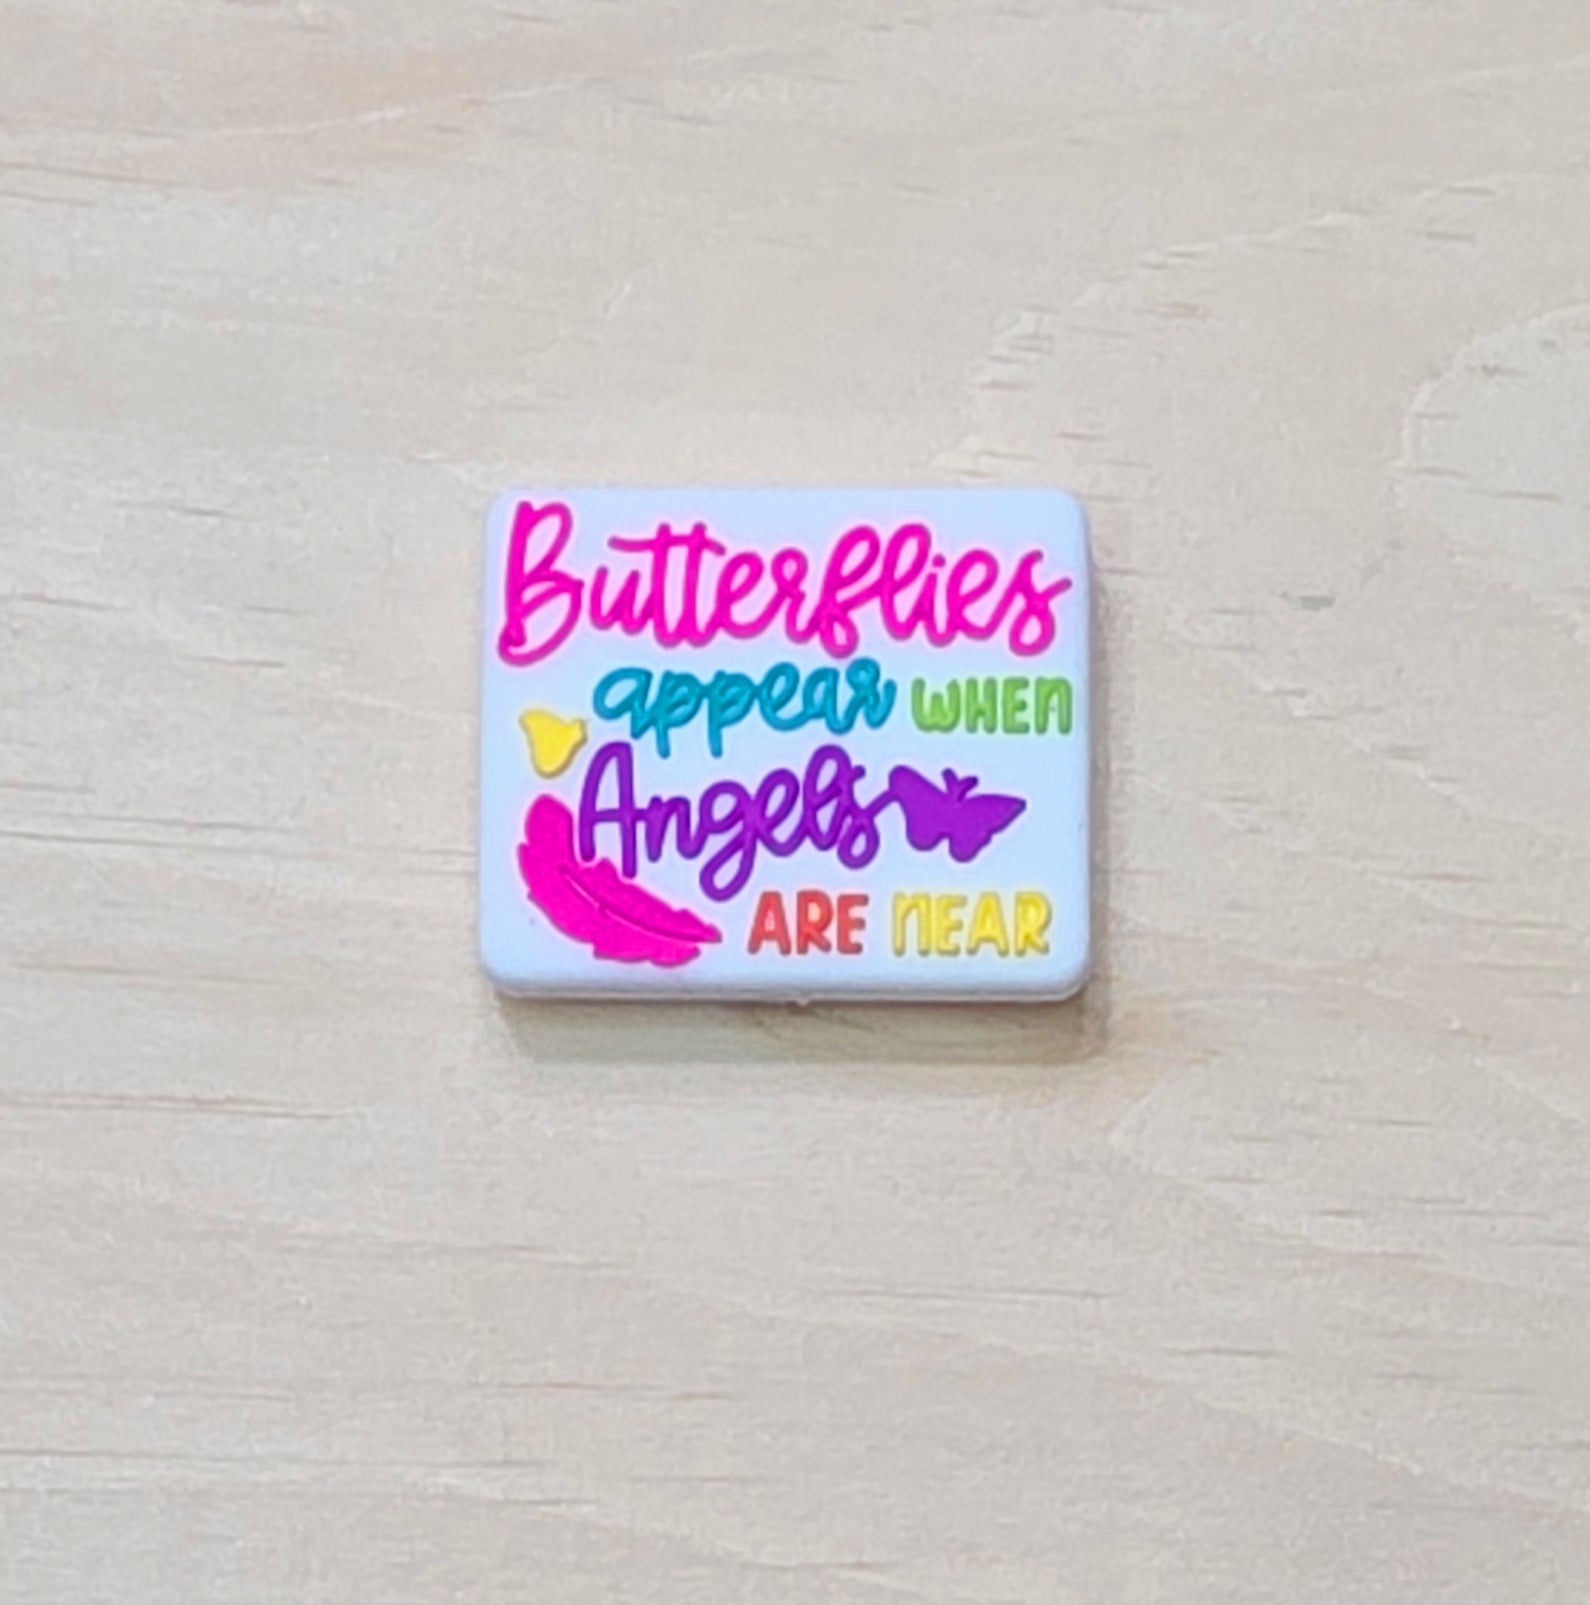 Butterflies
appear WHEN
Angels
ARE NEAR